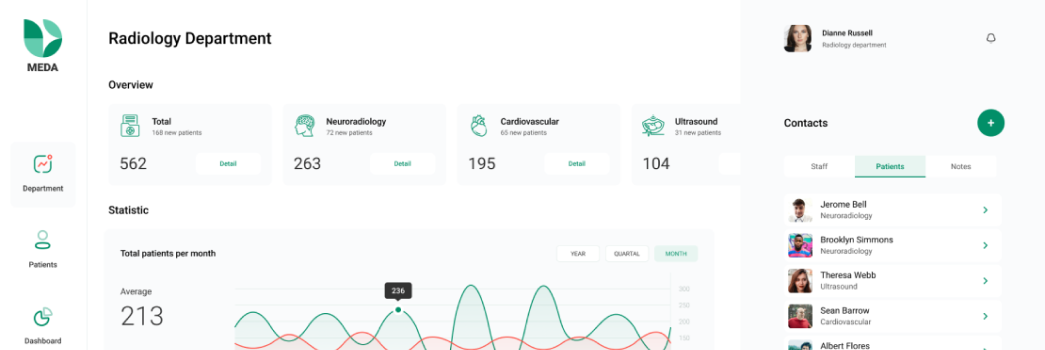 MEDA
Department
Patients
Dashboard
Radiology Department
Overview
Total
168 new patients
562
Detail
Neuroradiology
72 new patients
263
Detail
Cardiovascular
65 new patients
195
Detail
Ultrasound
31 new patients
104
Statistic
Total patients per month
YEAR
QUARTAL
MONTH
Average
213
236
300
250
200
150
Dianne Russell
Radiology department
Contacts
+
Staff
Patients
Notes
Jerome Bell
Neuroradiology
Brooklyn Simmons
Neuroradiology
Theresa Webb
Ultrasound
Sean Barrow
Cardiovascular
Albert Flores